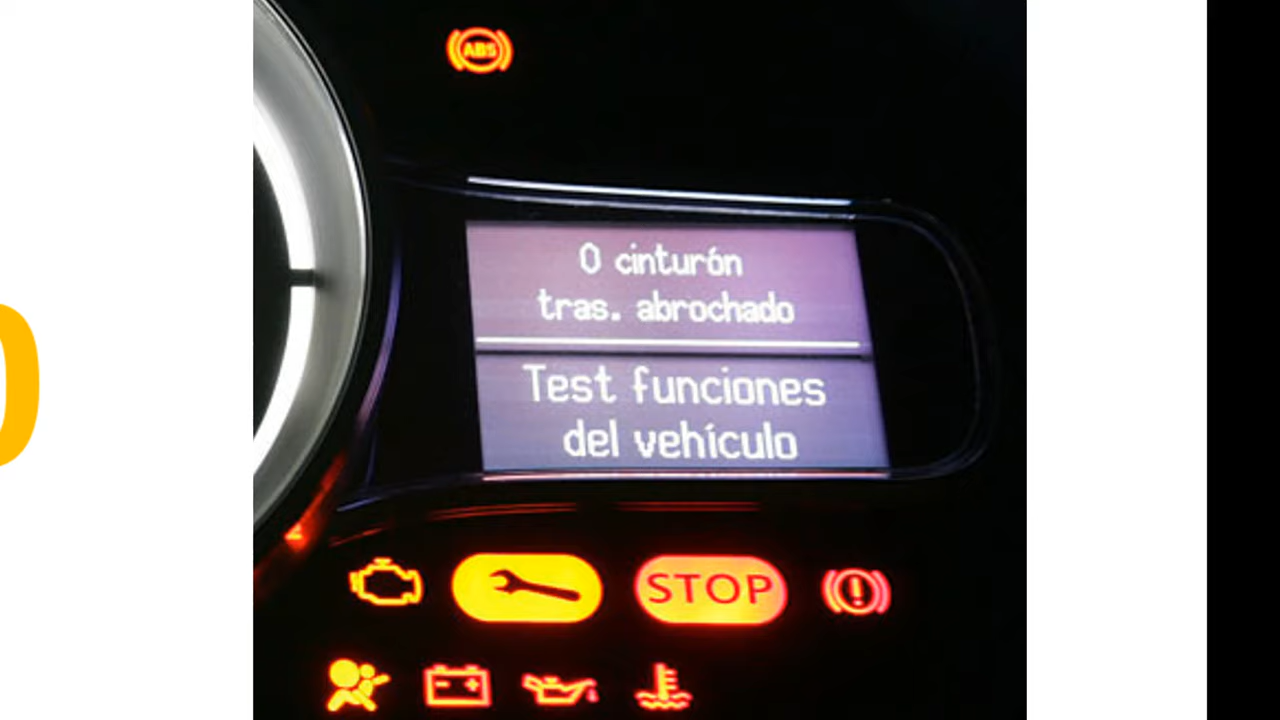 ABS
0 cinturón
tras. abrochado
Test funciones
del vehículo
STOP